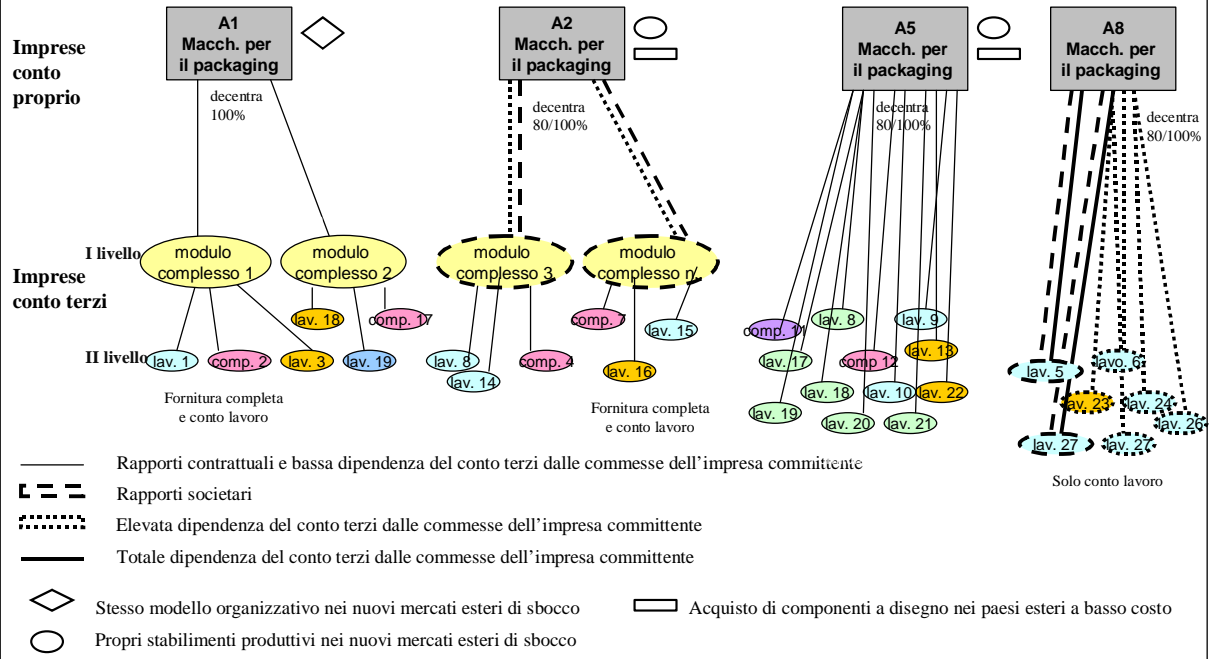 Imprese
conto
proprio
A1
Macch. per
il packaging
decentra
100%
A2
Macch. per
il packaging
decentra
80/100%
A5
Macch. per
il packaging
decentra
80/100%
A8
Macch. per
il packaging
decentra
80/100%
I livello
Imprese
conto terzi
II livello
modulo
complesso 1
modulo
complesso 2
modulo
complesso 3
modulo
complesso n
lav. 18
comp. 17
lav. 1
comp. 2
lav. 3
lav. 19
comp. 7
lav. 15
lav. 8
lav. 14
comp. 4
lav. 16
comp. 11
lav. 8
lav. 9
lav. 17
comp 12
lav. 13
lav. 18
lav. 10
lav. 22
lav. 19
lav. 20
lav. 21
lav. 5
lavo. 6
lav. 23
lav. 24
lav. 26
lav. 27
lav. 27
Fornitura completa
e conto lavoro
Fornitura completa
e conto lavoro
Solo conto lavoro
Rapporti contrattuali e bassa dipendenza del conto terzi dalle commesse dell'impresa committente
Rapporti societari
Elevata dipendenza del conto terzi dalle commesse dell'impresa committente
Totale dipendenza del conto terzi dalle commesse dell'impresa committente
Stesso modello organizzativo nei nuovi mercati esteri di sbocco
Acquisto di componenti a disegno nei paesi esteri a basso costo
Propri stabilimenti produttivi nei nuovi mercati esteri di sbocco